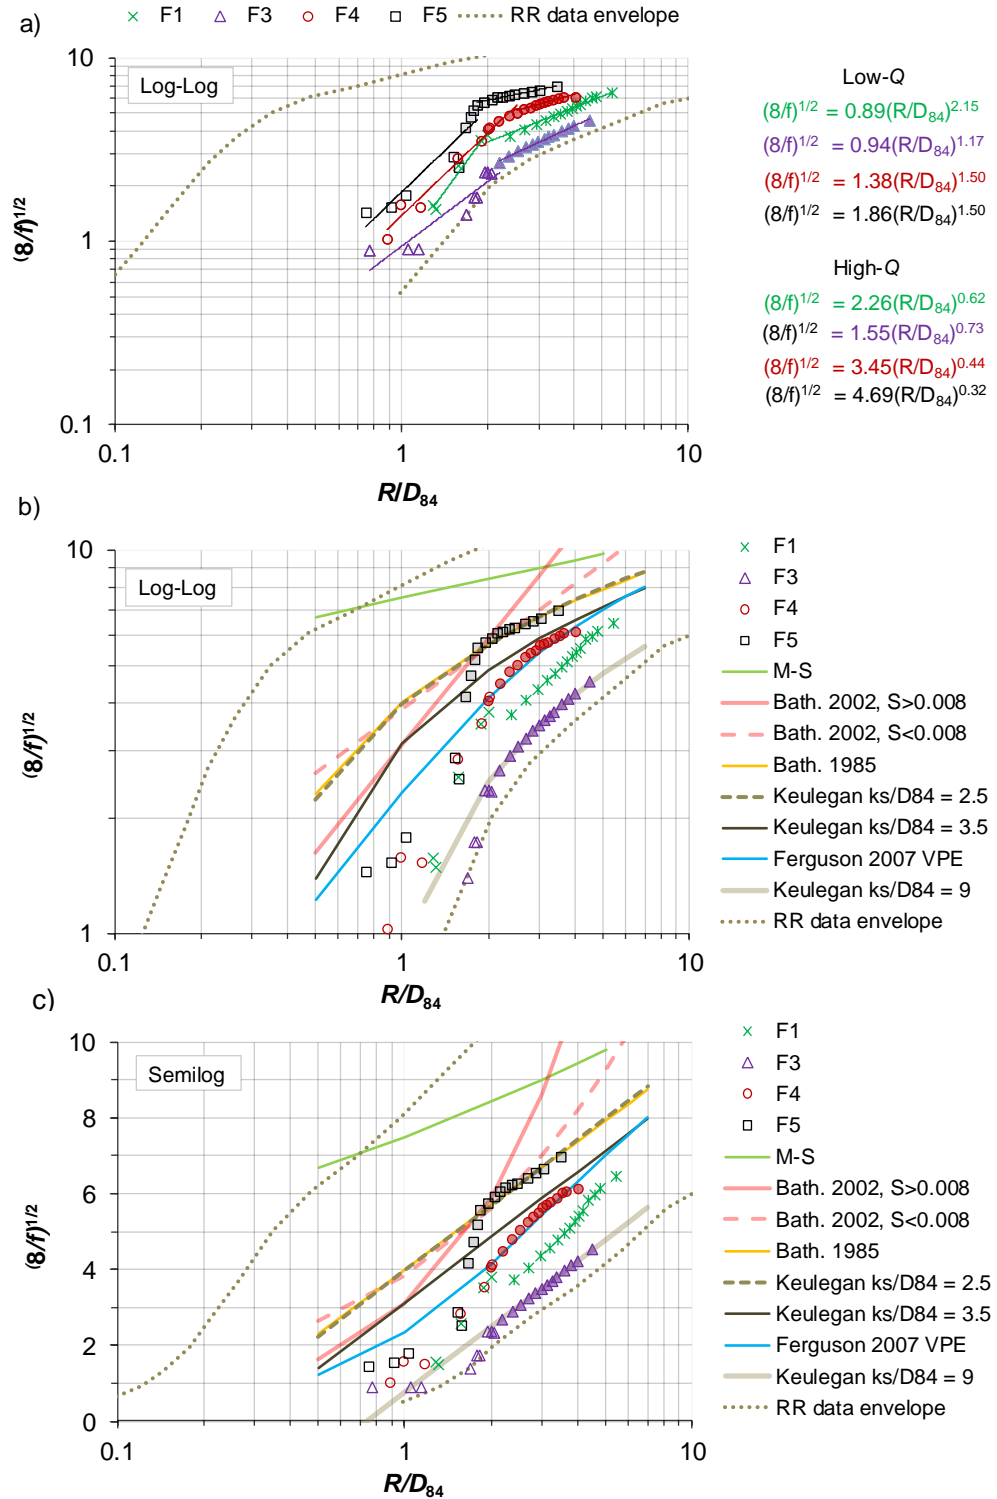 a)
F1 F3 F4 F5 RR data envelope
Log-Log
10
1
0.1
(8/f)1/2
0.1 1 10
R/D84
Low-Q
(8/f)1/2 = 0.89(R/D84)2.15
(8/f)1/2 = 0.94(R/D84)1.17
(8/f)1/2 = 1.38(R/D84)1.50
(8/f)1/2 = 1.86(R/D84)1.50
High-Q
(8/f)1/2 = 2.26(R/D84)0.62
(8/f)1/2 = 1.55(R/D84)0.73
(8/f)1/2 = 3.45(R/D84)0.44
(8/f)1/2 = 4.69(R/D84)0.32
b)
Log-Log
10
1
(8/f)1/2
0.1 1 10
R/D84
F1
F3
F4
F5
M-S
Bath. 2002, S>0.008
Bath. 2002, S<0.008
Bath. 1985
Keulegan ks/D84 = 2.5
Keulegan ks/D84 = 3.5
Ferguson 2007 VPE
Keulegan ks/D84 = 9
RR data envelope
c)
Semilog
10
8
6
4
2
0
(8/f)1/2
0.1 1 10
R/D84
F1
F3
F4
F5
M-S
Bath. 2002, S>0.008
Bath. 2002, S<0.008
Bath. 1985
Keulegan ks/D84 = 2.5
Keulegan ks/D84 = 3.5
Ferguson 2007 VPE
Keulegan ks/D84 = 9
RR data envelope